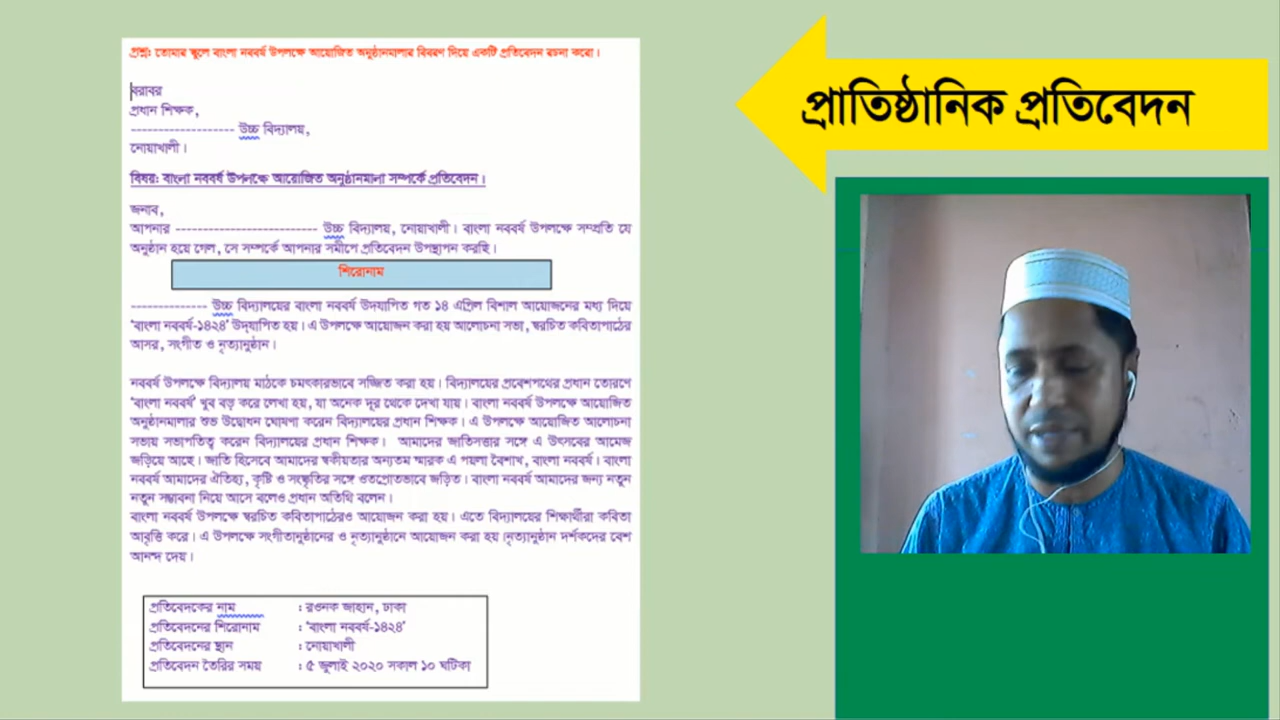 প্রশ্ন: তোমার স্কুলে বাংলা নববর্ষ উপলক্ষে আয়োজিত অনুষ্ঠানমালার বিবরণ দিয়ে একটি প্রতিবেদন রচনা করো।
বরাবর
প্রধান শিক্ষক,
------------------- উচ্চ বিদ্যালয়,
নোয়াখালী।
বিষয়: বাংলা নববর্ষ উপলক্ষে আয়োজিত অনুষ্ঠানমালা সম্পর্কে প্রতিবেদন।
জনাব,
আপনার -------------------------- উচ্চ বিদ্যালয়, নোয়াখালী। বাংলা নববর্ষ উপলক্ষে সম্প্রতি যে
অনুষ্ঠান হয়ে গেল, সে সম্পর্কে আপনার সমীপে প্রতিবেদন উপস্থাপন করছি।
শিরোনাম
-------------- উচ্চ বিদ্যালয়ের বাংলা নববর্ষ উদযাপিত গত ১৪ এপ্রিল বিশাল আয়োজনের মধ্য দিয়ে
‘বাংলা নববর্ষ-১৪২৪’ উদ্‌যাপিত হয়। এ উপলক্ষে আয়োজন করা হয় আলোচনা সভা, স্বরচিত কবিতাপাঠের
আসর, সংগীত ও নৃত্যানুষ্ঠান।
নববর্ষ উপলক্ষে বিদ্যালয় মাঠকে চমৎকারভাবে সজ্জিত করা হয়। বিদ্যালয়ের প্রবেশপথের প্রধান তোরণে
‘বাংলা নববর্ষ’ খুব বড় করে লেখা হয়, যা অনেক দূর থেকে দেখা যায়। বাংলা নববর্ষ উপলক্ষে আয়োজিত
অনুষ্ঠানমালার শুভ উদ্বোধন ঘোষণা করেন বিদ্যালয়ের প্রধান শিক্ষক। এ উপলক্ষে আয়োজিত আলোচনা
সভায় সভাপতিত্ব করেন বিদ্যালয়ের প্রধান শিক্ষক। আমাদের জাতিসত্তার সঙ্গে এ উৎসবের আমেজ
জড়িয়ে আছে। জাতি হিসেবে আমাদের স্বকীয়তার অন্যতম স্মারক এ পয়লা বৈশাখ, বাংলা নববর্ষ। বাংলা
নববর্ষ আমাদের ঐতিহ্য, কৃষ্টি ও সংস্কৃতির সঙ্গে ওতপ্রোতভাবে জড়িত। বাংলা নববর্ষ আমাদের জন্য নতুন
নতুন সম্ভাবনা নিয়ে আসে বলেও প্রধান অতিথি বলেন।
বাংলা নববর্ষ উপলক্ষে স্বরচিত কবিতাপাঠেরও আয়োজন করা হয়। এতে বিদ্যালয়ের শিক্ষার্থীরা কবিতা
আবৃত্তি করে। এ উপলক্ষে সংগীতানুষ্ঠানের ও নৃত্যানুষ্ঠানে আয়োজন করা হয়।নৃত্যানুষ্ঠান দর্শকদের বেশ
আনন্দ দেয়।
প্রতিবেদকের নাম : রওনক জাহান, ঢাকা
প্রতিবেদনের শিরোনাম : ‘বাংলা নববর্ষ-১৪২৪’
প্রতিবেদনের স্থান : নোয়াখালী
প্রতিবেদন তৈরির সময় : ৫ জুলাই ২০২০ সকাল ১০ ঘটিকা
প্রাতিষ্ঠানিক প্রতিবেদন